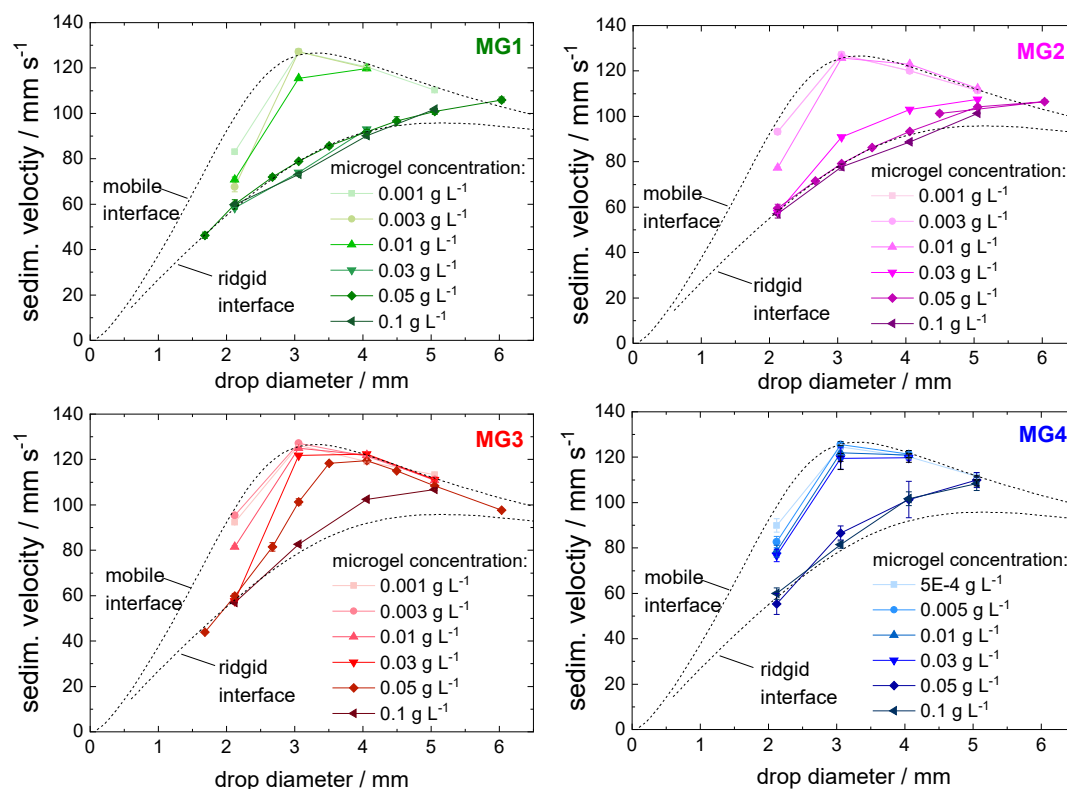 MG1
sedim. veloctiy / mm s⁻¹
140
120
100
80
60
40
20
0
mobile
interface
ridgid
interface
microgel concentration:
0.001 g L⁻¹
0.003 g L⁻¹
0.01 g L⁻¹
0.03 g L⁻¹
0.05 g L⁻¹
0.1 g L⁻¹
0 1 2 3 4 5 6
drop diameter / mm
MG2
sedim. veloctiy / mm s⁻¹
140
120
100
80
60
40
20
0
mobile
interface
ridgid
interface
microgel concentration:
0.001 g L⁻¹
0.003 g L⁻¹
0.01 g L⁻¹
0.03 g L⁻¹
0.05 g L⁻¹
0.1 g L⁻¹
0 1 2 3 4 5 6
drop diameter / mm
MG3
sedim. veloctiy / mm s⁻¹
140
120
100
80
60
40
20
0
mobile
interface
ridgid
interface
microgel concentration:
0.001 g L⁻¹
0.003 g L⁻¹
0.01 g L⁻¹
0.03 g L⁻¹
0.05 g L⁻¹
0.1 g L⁻¹
0 1 2 3 4 5 6
drop diameter / mm
MG4
sedim. veloctiy / mm s⁻¹
140
120
100
80
60
40
20
0
mobile
interface
ridgid
interface
microgel concentration:
5E-4 g L⁻¹
0.005 g L⁻¹
0.01 g L⁻¹
0.03 g L⁻¹
0.05 g L⁻¹
0.1 g L⁻¹
0 1 2 3 4 5 6
drop diameter / mm